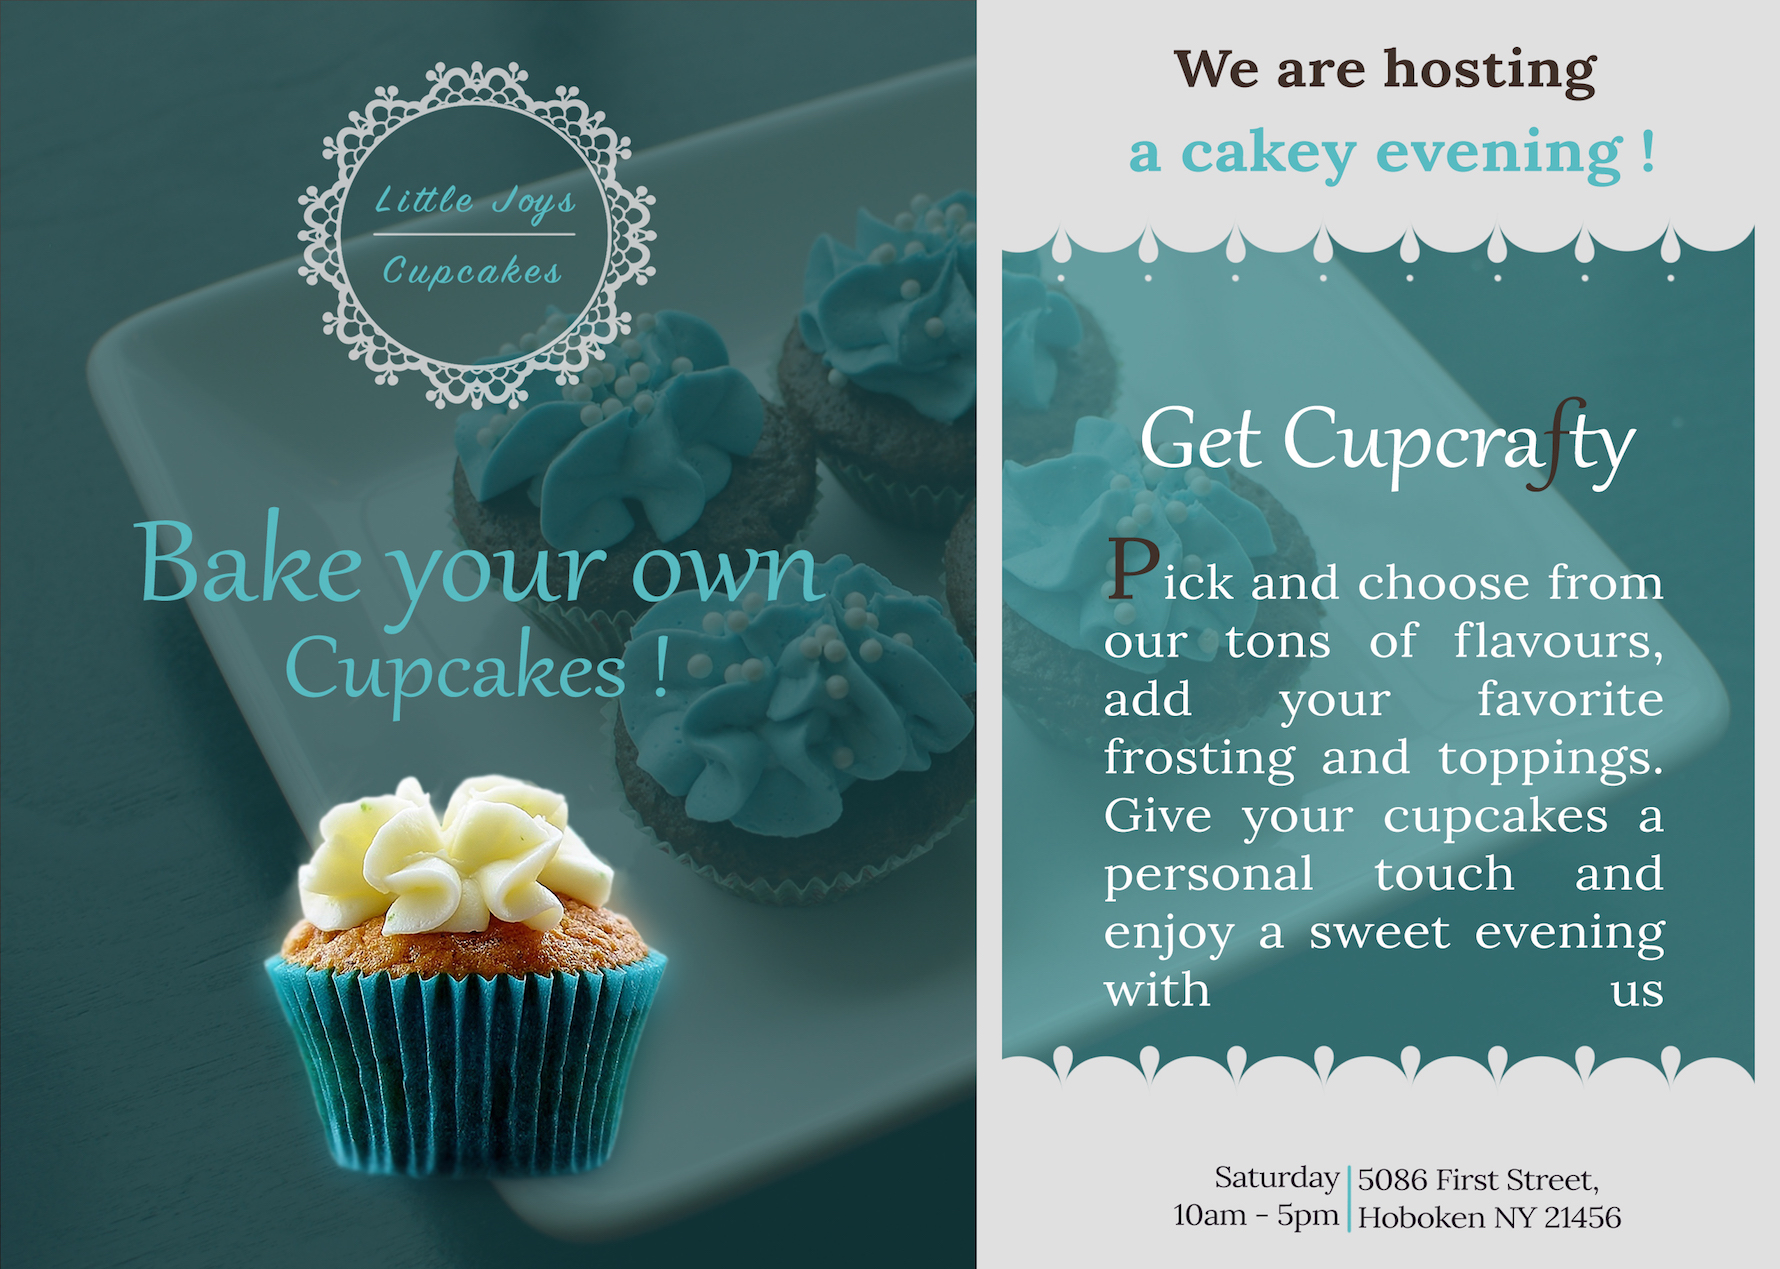 Little Joys
Cupcakes
Bake your own
Cupcakes !
We are hosting
a cakey evening !
Get Cupcrafty
Pick and choose from
our tons of flavours,
add your favorite
frosting and toppings.
Give your cupcakes a
personal touch and
enjoy a sweet evening
with us
Saturday
10am - 5pm
5086 First Street,
Hoboken NY 21456